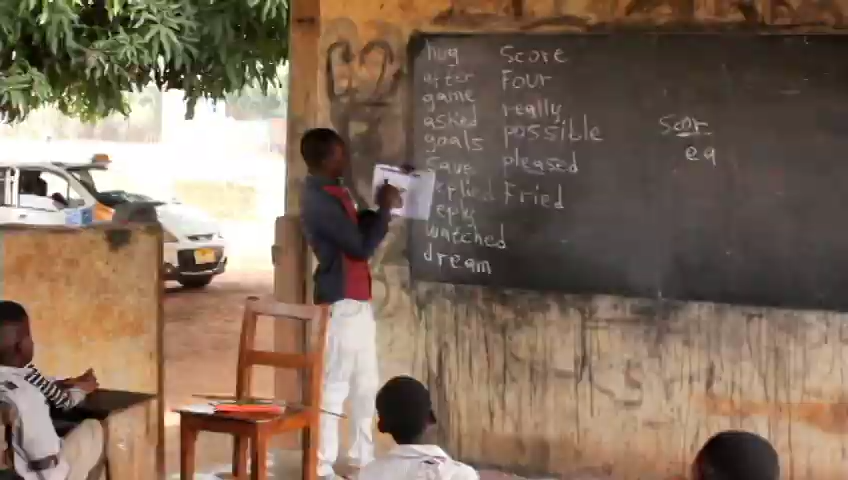 hug
after
game
asked
goals
save
replied
reply
watched
dream
score
Four
really
possible
pleased
Fried
Scor
ea